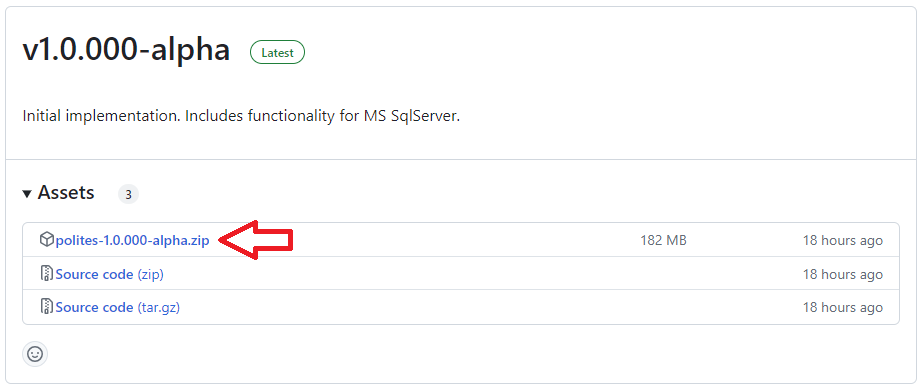 v1.0.000-alpha Latest
Initial implementation. Includes functionality for MS SqlServer.
Assets 3
polites-1.0.000-alpha.zip 182 MB 18 hours ago
Source code (zip) 18 hours ago
Source code (tar.gz) 18 hours ago